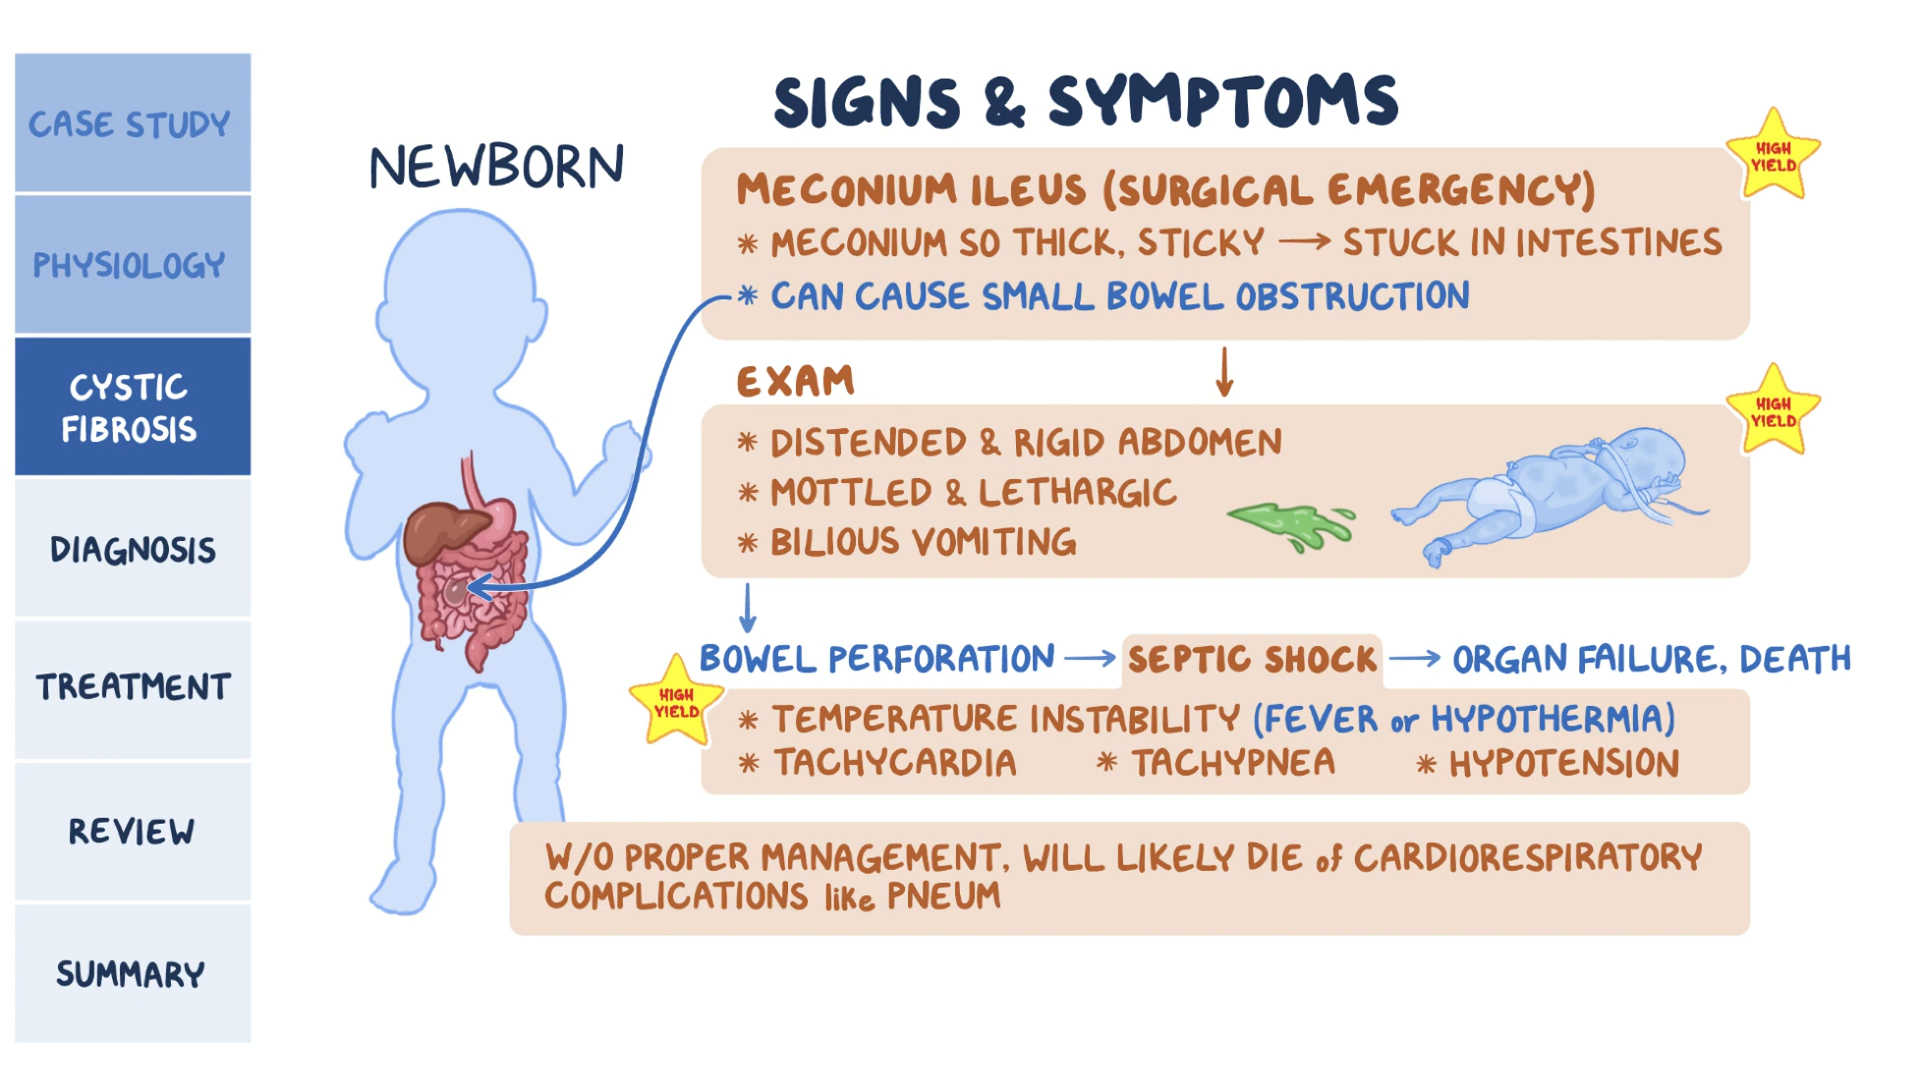 CASE STUDY
PHYSIOLOGY
CYSTIC
FIBROSIS
DIAGNOSIS
TREATMENT
REVIEW
SUMMARY
SIGNS & SYMPTOMS
NEWBORN
HIGH
YIELD
MECONIUM ILEUS (SURGICAL EMERGENCY)
* MECONIUM SO THICK, STICKY → STUCK IN INTESTINES
* CAN CAUSE SMALL BOWEL OBSTRUCTION
EXAM
HIGH
YIELD
* DISTENDED & RIGID ABDOMEN
* MOTTLED & LETHARGIC
* BILIOUS VOMITING
BOWEL PERFORATION → SEPTIC SHOCK → ORGAN FAILURE, DEATH
HIGH
YIELD
* TEMPERATURE INSTABILITY (FEVER or HYPOTHERMIA)
* TACHYCARDIA * TACHYPNEA * HYPOTENSION
W/O PROPER MANAGEMENT, WILL LIKELY DIE of CARDIORESPIRATORY
COMPLICATIONS like PNEUM